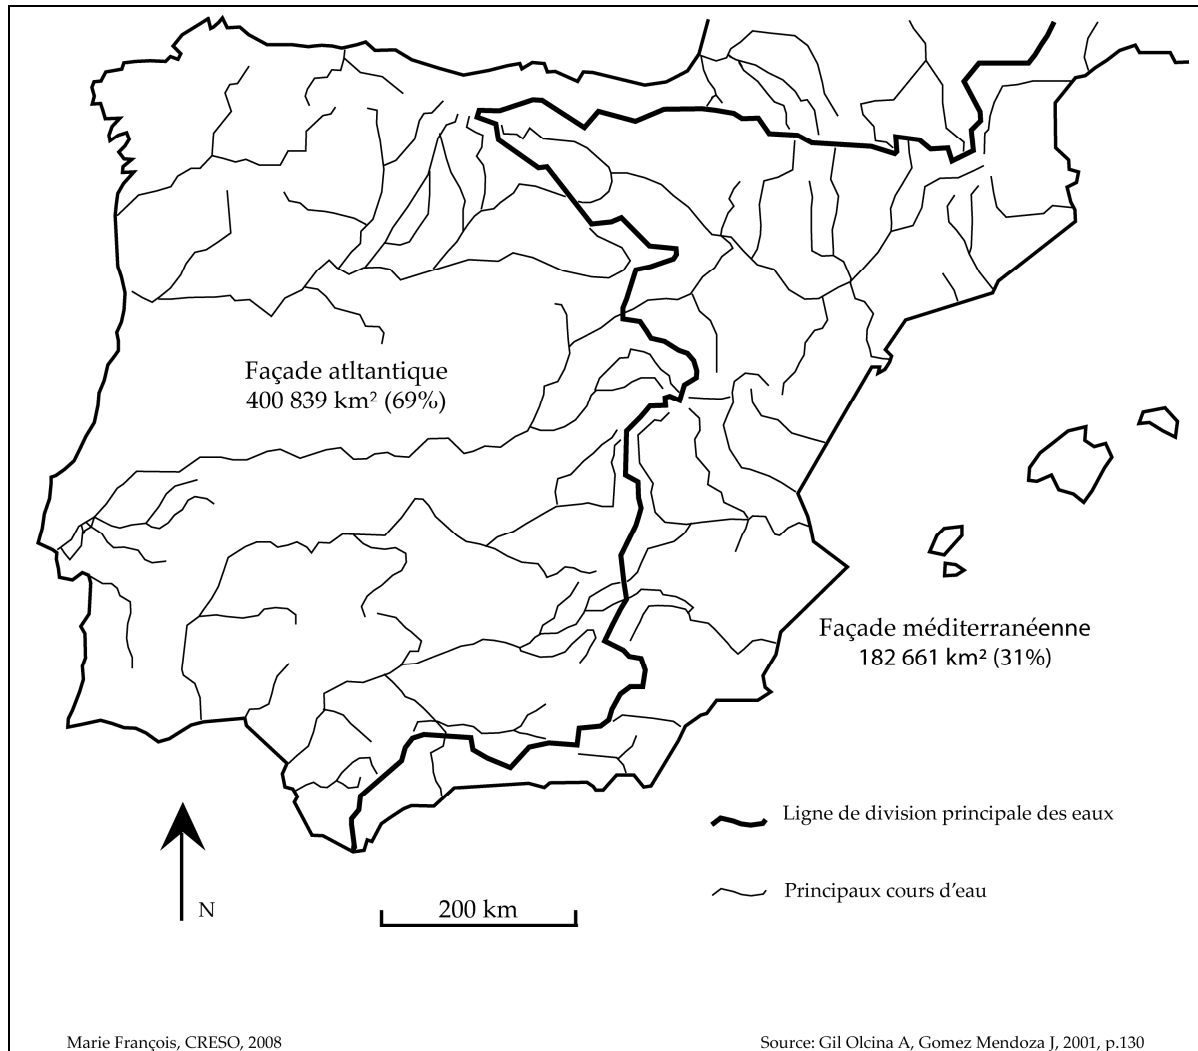 Façade atltantique
400 839 km² (69%)
Façade méditerranéenne
182 661 km² (31%)
Ligne de division principale des eaux
Principaux cours d'eau
N
200 km
Marie François, CRESO, 2008
Source: Gil Olcina A, Gomez Mendoza J, 2001, p.130